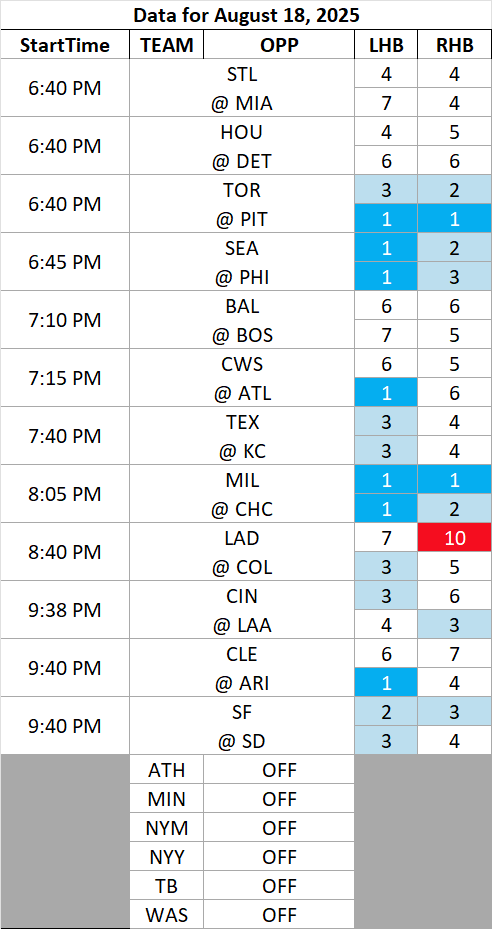 Data for August 18, 2025
StartTime TEAM OPP LHB RHB
6:40 PM
STL 4 4
@ MIA 7 4
6:40 PM
HOU 4 5
@ DET 6 6
6:40 PM
TOR 3 2
@ PIT 1 1
6:45 PM
SEA 1 2
@ PHI 1 3
7:10 PM
BAL 6 6
@ BOS 7 5
7:15 PM
CWS 6 5
@ ATL 1 6
7:40 PM
TEX 3 4
@ KC 3 4
8:05 PM
MIL 1 1
@ CHC 1 2
8:40 PM
LAD 7 10
@ COL 3 5
9:38 PM
CIN 3 6
@ LAA 4 3
9:40 PM
CLE 6 7
@ ARI 1 4
9:40 PM
SF 2 3
@ SD 3 4
ATH OFF
MIN OFF
NYM OFF
NYY OFF
TB OFF
WAS OFF